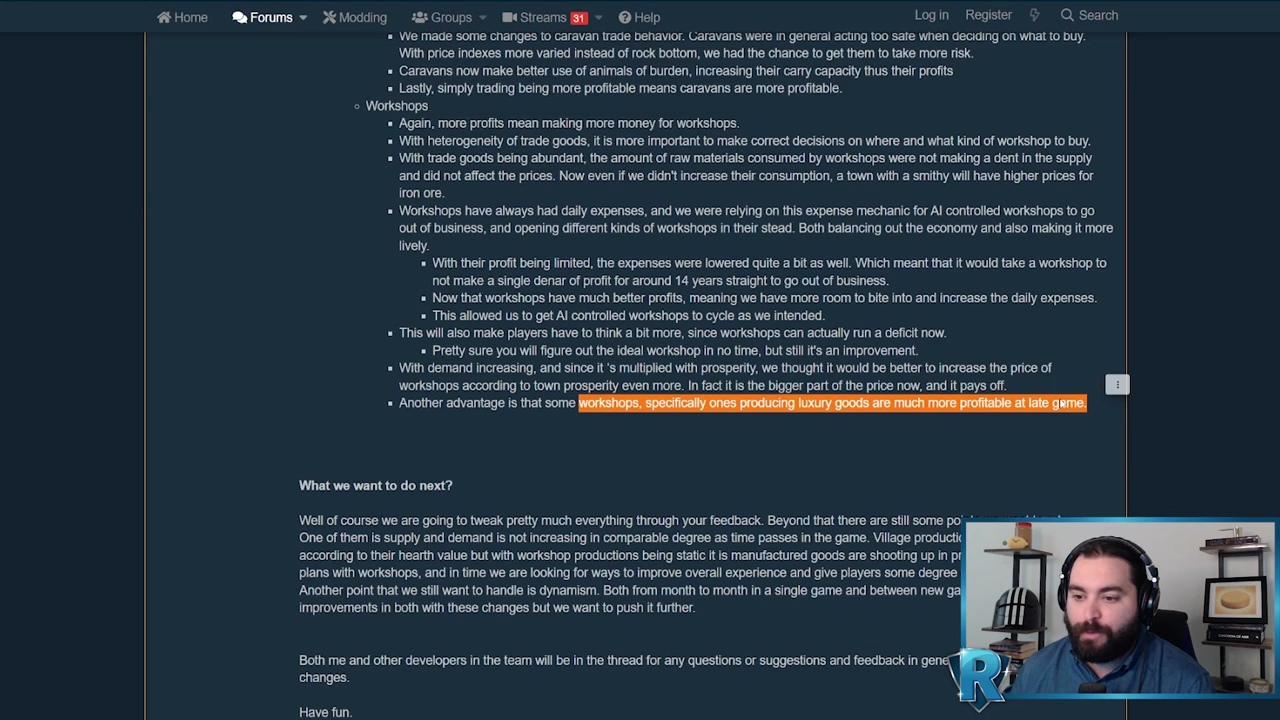 Home
Forums
Modding
Groups
Streams 31
Help
Log in
Register
Search
We made some changes to caravan trade behavior. Caravans were in general acting too safe when deciding on what to buy.
With price indexes more varied instead of rock bottom, we had the chance to get them to take more risk.
Caravans now make better use of animals of burden, increasing their carry capacity thus their profits
Lastly, simply trading being more profitable means caravans are more profitable.
Workshops
Again, more profits mean making more money for workshops.
With heterogeneity of trade goods, it is more important to make correct decisions on where and what kind of workshop to buy.
With trade goods being abundant, the amount of raw materials consumed by workshops were not making a dent in the supply
and did not affect the prices. Now even if we didn't increase their consumption, a town with a smithy will have higher prices for
iron ore.
Workshops have always had daily expenses, and we were relying on this expense mechanic for AI controlled workshops to go
out of business, and opening different kinds of workshops in their stead. Both balancing out the economy and also making it more
lively.
With their profit being limited, the expenses were lowered quite a bit as well. Which meant that it would take a workshop to
not make a single denar of profit for around 14 years straight to go out of business.
Now that workshops have much better profits, meaning we have more room to bite into and increase the daily expenses.
This allowed us to get AI controlled workshops to cycle as we intended.
This will also make players have to think a bit more, since workshops can actually run a deficit now.
Pretty sure you will figure out the ideal workshop in no time, but still it's an improvement.
With demand increasing, and since it 's multiplied with prosperity, we thought it would be better to increase the price of
workshops according to town prosperity even more. In fact it is the bigger part of the price now, and it pays off.
Another advantage is that some workshops, specifically ones producing luxury goods are much more profitable at late game.
What we want to do next?
Well of course we are going to tweak pretty much everything through your feedback. Beyond that there are still some
One of them is supply and demand is not increasing in comparable degree as time passes in the game. Village
according to their hearth value but with workshop productions being static it is manufactured goods are shooting up in
plans with workshops, and in time we are looking for ways to improve overall experience and give players some degree
Another point that we still want to handle is dynamism. Both from month to month in a single game and between new
improvements in both with these changes but we want to push it further.
Both me and other developers in the team will be in the thread for any questions or suggestions and feedback in
changes.
Have fun.
R